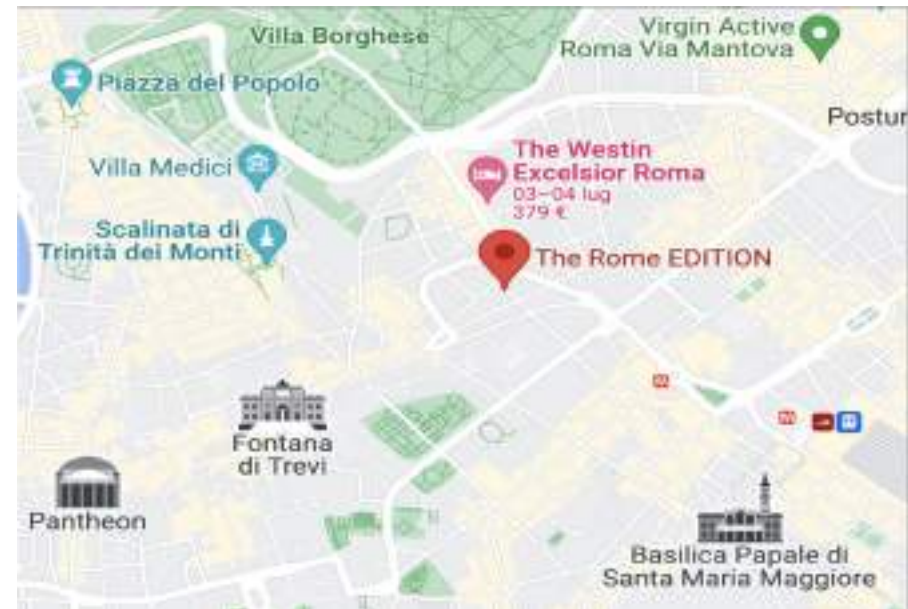 Villa Borghese
Virgin Active
Roma Via Mantova
Piazza del Popolo
Postur
Villa Medici
The Westin
Excelsior Roma
03–04 lug
379 €
Scalinata di
Trinità dei Monti
The Rome EDITION
Fontana
di Trevi
Pantheon
Basilica Papale di
Santa Maria Maggiore